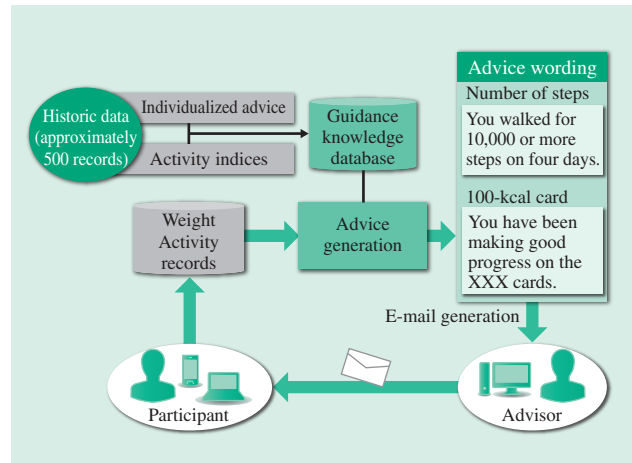 Historic data
(approximately
500 records)
Individualized advice
Activity indices
Guidance
knowledge
database
Advice wording
Number of steps
You walked for
10,000 or more
steps on four days.
100-kcal card
You have been
making good
progress on the
XXX cards.
Weight
Activity
records
Advice
generation
E-mail generation
Participant
Advisor